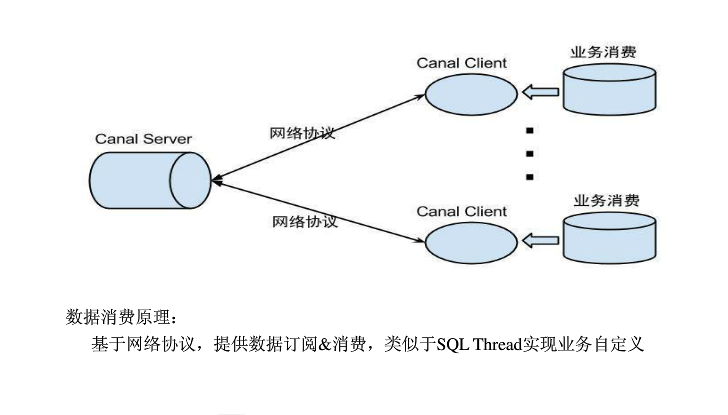 业务消费
Canal Client
网络协议
Canal Server
业务消费
Canal Client
网络协议
数据消费原理：
基于网络协议，提供数据订阅&消费，类似于SQL Thread实现业务自定义